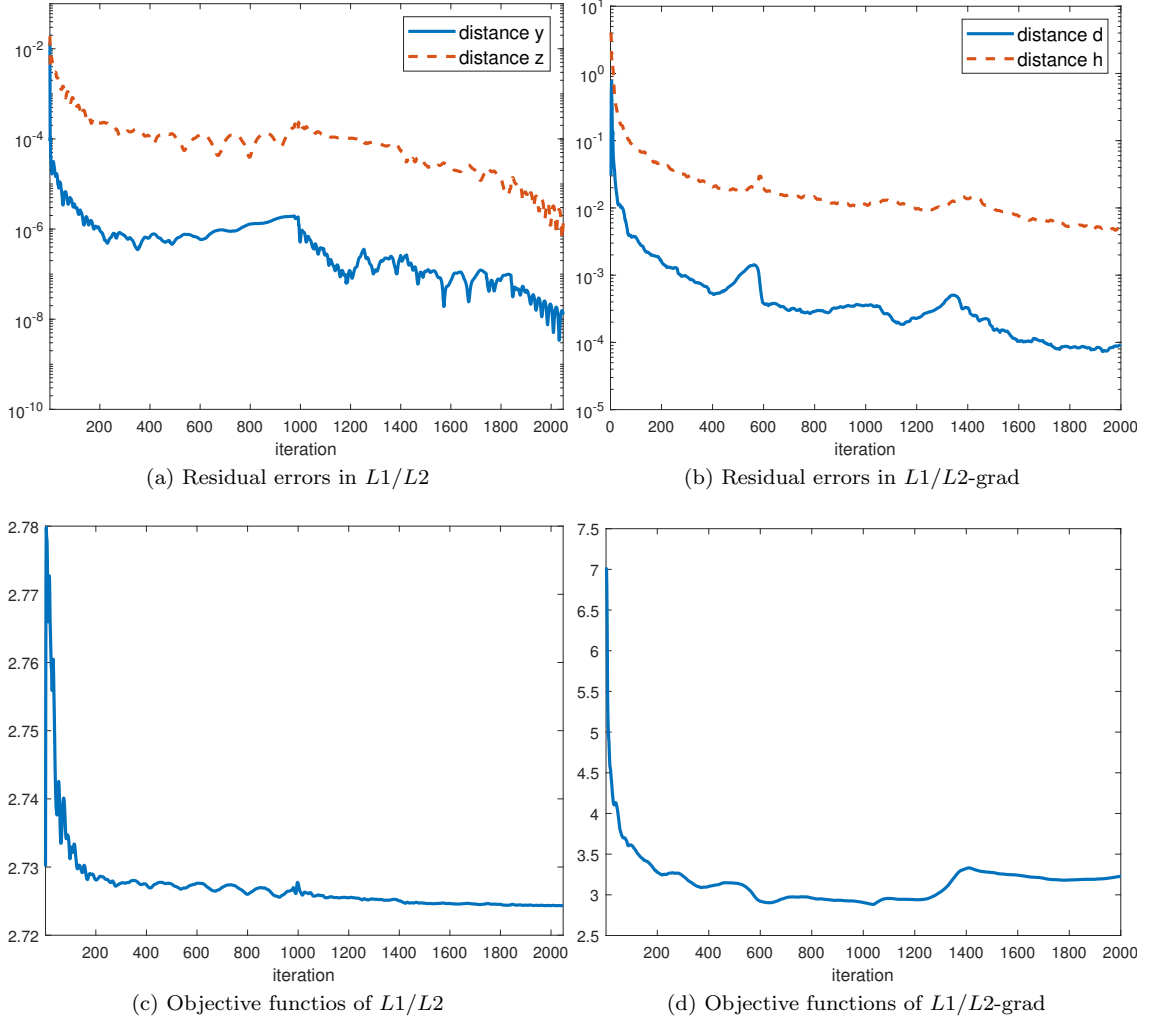 10^-2
10^-4
10^-6
10^-8
10^-10
distance y
distance z
200 400 600 800 1000 1200 1400 1600 1800 2000
iteration
(a) Residual errors in L1/L2
10^1
10^0
10^-1
10^-2
10^-3
10^-4
10^-5
distance d
distance h
0 200 400 600 800 1000 1200 1400 1600 1800 2000
iteration
(b) Residual errors in L1/L2-grad
2.78
2.77
2.76
2.75
2.74
2.73
2.72
200 400 600 800 1000 1200 1400 1600 1800 2000
iteration
(c) Objective functios of L1/L2
7.5
7
6.5
6
5.5
5
4.5
4
3.5
3
2.5
200 400 600 800 1000 1200 1400 1600 1800 2000
iteration
(d) Objective functions of L1/L2-grad